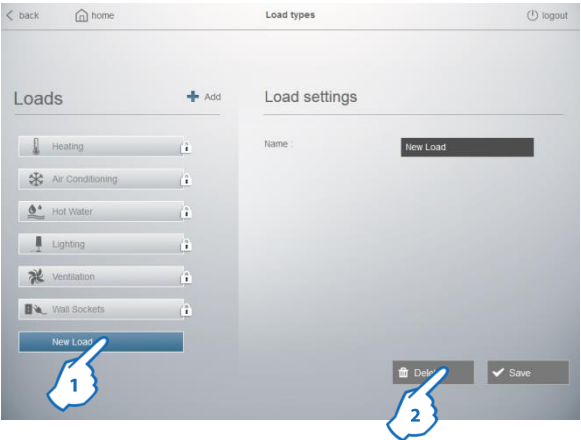 back home Load types logout
Loads Add
Load settings
Name : New Load
Heating
Air Conditioning
Hot Water
Lighting
Ventilation
Wall Sockets
New Load
1
Save
2